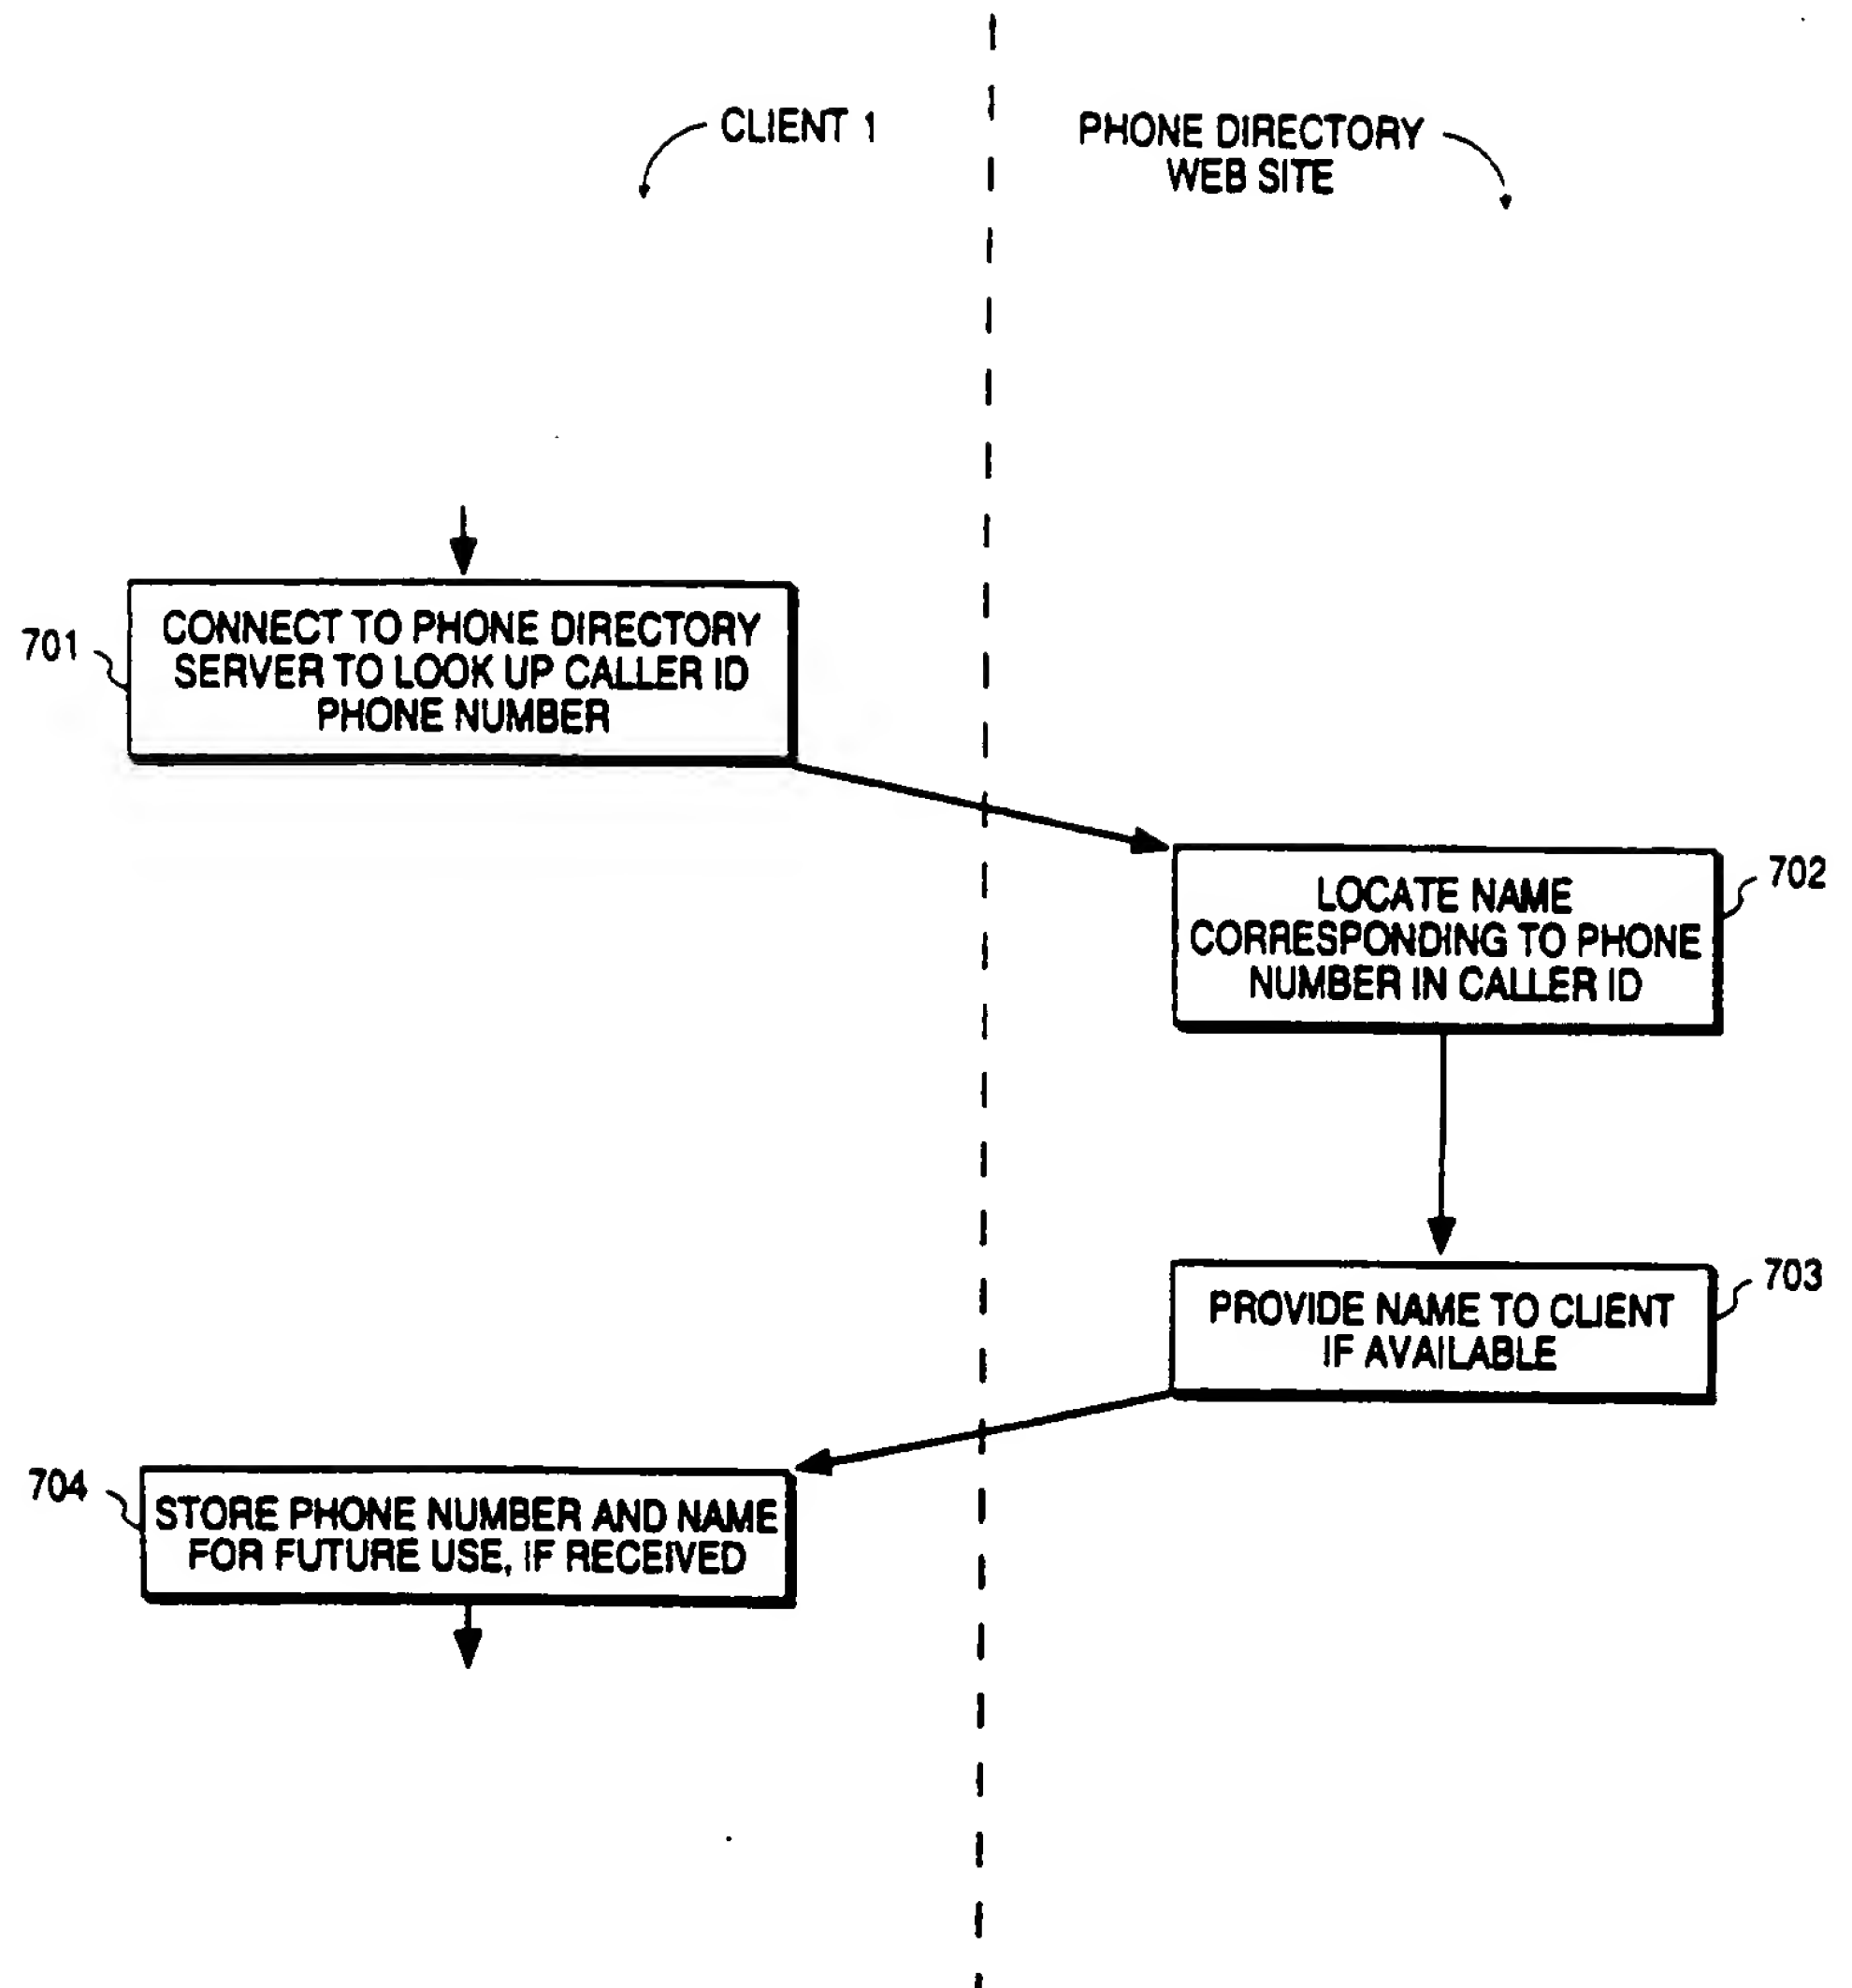 CLIENT 1
PHONE DIRECTORY
WEB SITE
701
CONNECT TO PHONE DIRECTORY
SERVER TO LOOK UP CALLER ID
PHONE NUMBER
702
LOCATE NAME
CORRESPONDING TO PHONE
NUMBER IN CALLER ID
703
PROVIDE NAME TO CLIENT
IF AVAILABLE
704
STORE PHONE NUMBER AND NAME
FOR FUTURE USE, IF RECEIVED